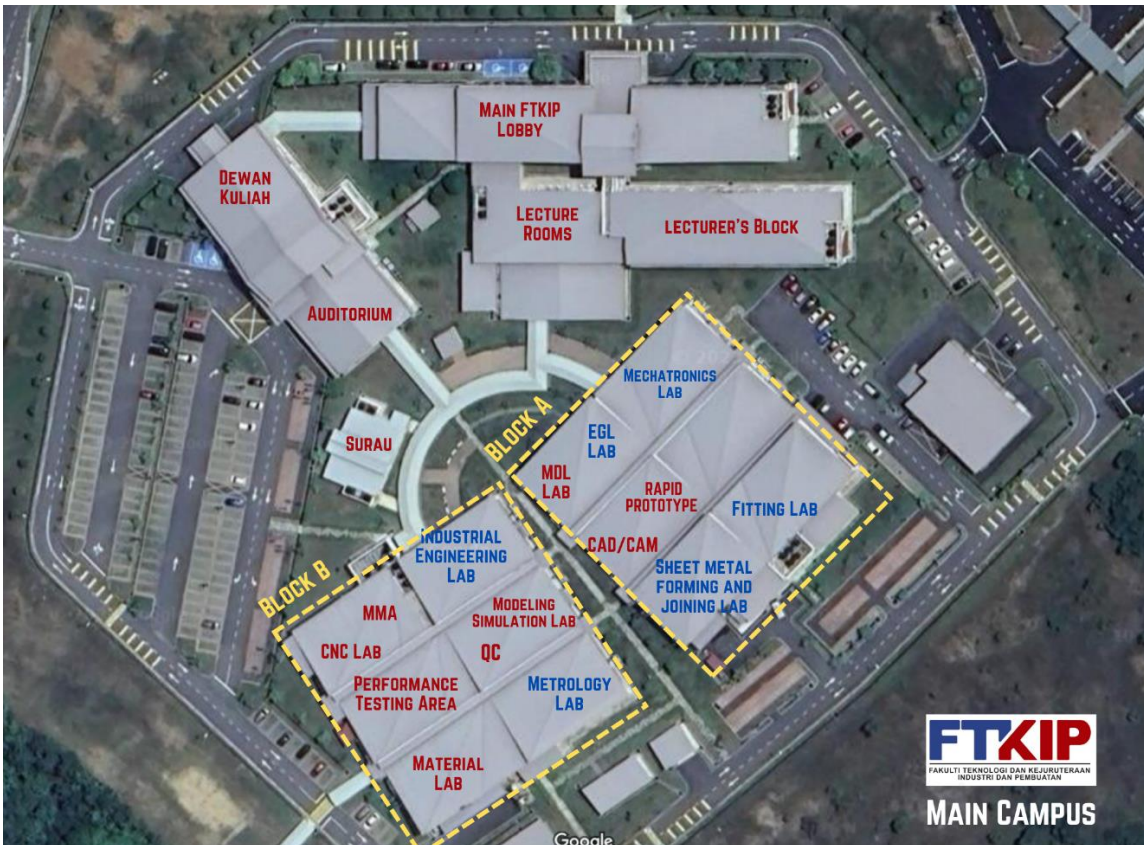 MAIN FTKIP
LOBBY
DEWAN
KULIAH
LECTURE
ROOMS
LECTURER'S BLOCK
AUDITORIUM
SURAU
BLOCK A
MECHATRONICS
LAB
EGL
LAB
MDL
LAB
RAPID
PROTOTYPE
FITTING LAB
CAD/CAM
SHEET METAL
FORMING AND
JOINING LAB
BLOCK B
INDUSTRIAL
ENGINEERING
LAB
MMA
MODELING
SIMULATION LAB
CNC LAB
QC
PERFORMANCE
TESTING AREA
METROLOGY
LAB
MATERIAL
LAB
FTKIP
FAKULTI TEKNOLOGI DAN KEJURUTERAAN
INDUSTRI DAN PEMBUATAN
MAIN CAMPUS
Google